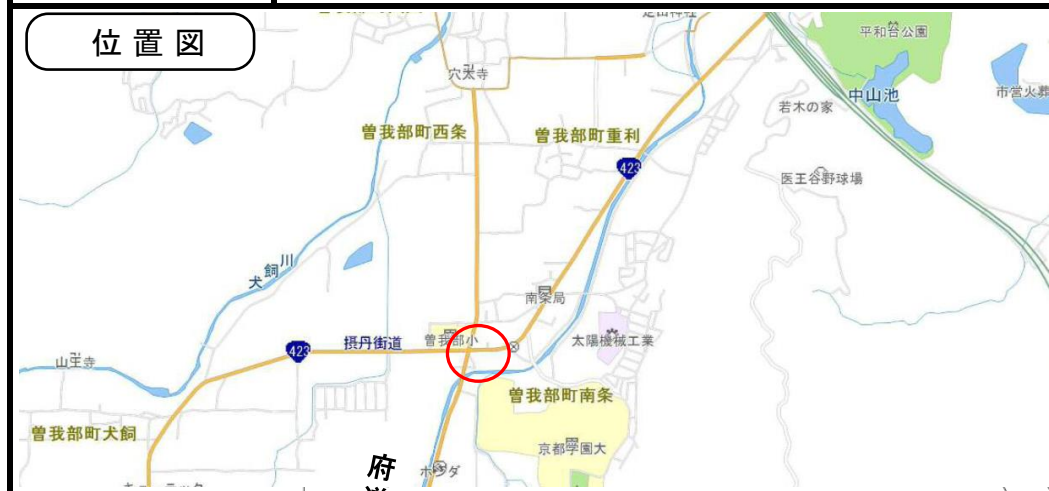 位置図
平和台公園
穴太寺
中山池
市営火葬
若木の家
曽我部町西条
曽我部町重利
423
医王谷野球場
犬飼川
南条局
423
摂丹街道
曽我部小
太陽機械工業
山王寺
曽我部町南条
曽我部町犬飼
京都学園大
府
ホンダ